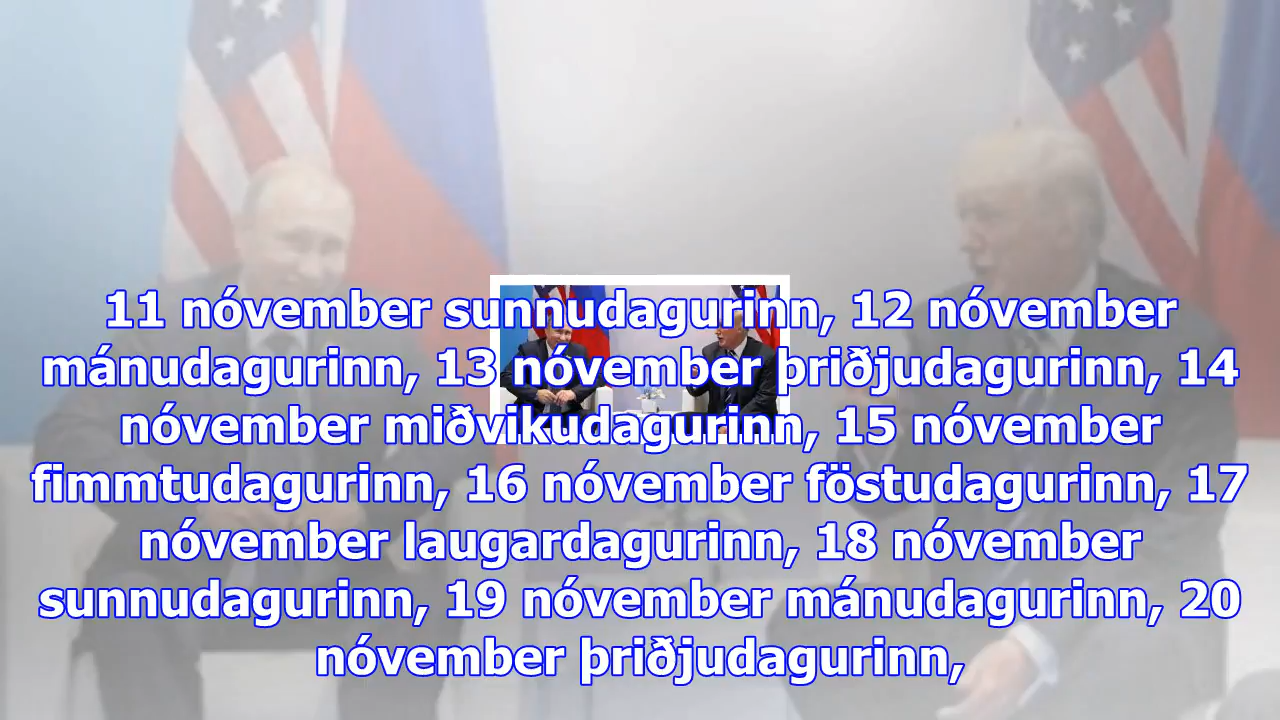 11 nóvember sunnudagurinn, 12 nóvember
mánudagurinn, 13 nóvember þriðjudagurinn, 14
nóvember miðvikudagurinn, 15 nóvember
fimmtudagurinn, 16 nóvember föstudagurinn, 17
nóvember laugardagurinn, 18 nóvember
sunnudagurinn, 19 nóvember mánudagurinn, 20
nóvember þriðjudagurinn,